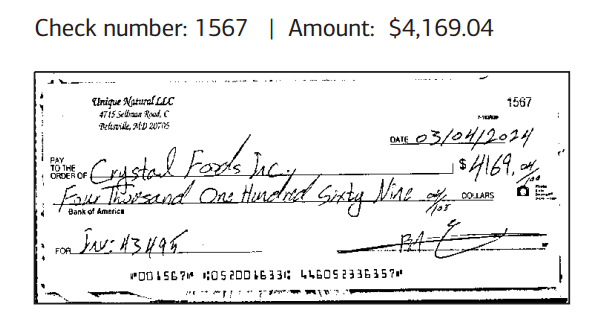 Check number: 1567 | Amount: $4,169.04
Unique Natural LLC
1567
4715 Sellman Road, C
Beltsville, MD 20705
DATE 03/04/2024
PAY TO THE ORDER OF Crystal Foods Inc. $ 4169. 04/100
Four Thousand One Hundred Sixty Nine 04/100 DOLLARS
Bank of America
FOR Inv: 43495
⑈001567⑈ ⑆052001633⑆ 446052336357⑈